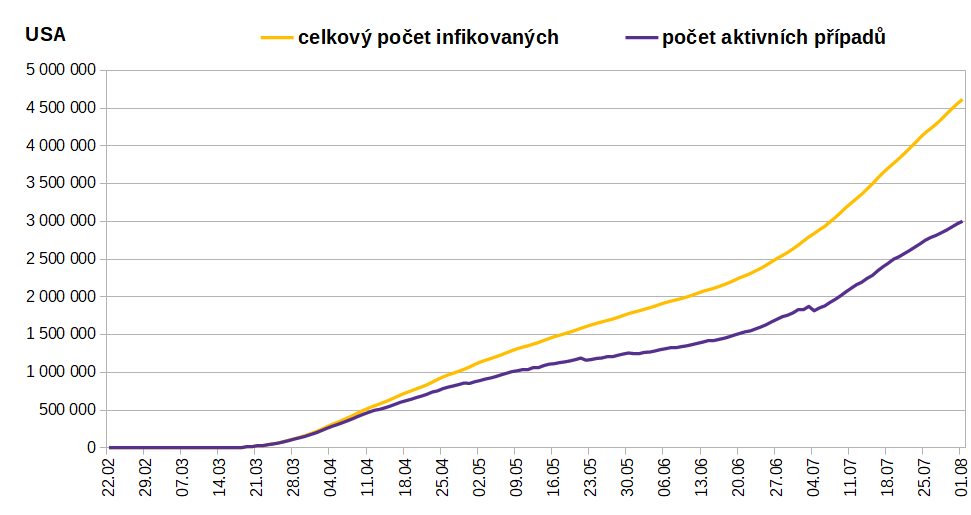 USA
celkový počet infikovaných
počet aktivních případů
5 000 000
4 500 000
4 000 000
3 500 000
3 000 000
2 500 000
2 000 000
1 500 000
1 000 000
500 000
0
22.02
29.02
07.03
14.03
21.03
28.03
04.04
11.04
18.04
25.04
02.05
09.05
16.05
23.05
30.05
06.06
13.06
20.06
27.06
04.07
11.07
18.07
25.07
01.08